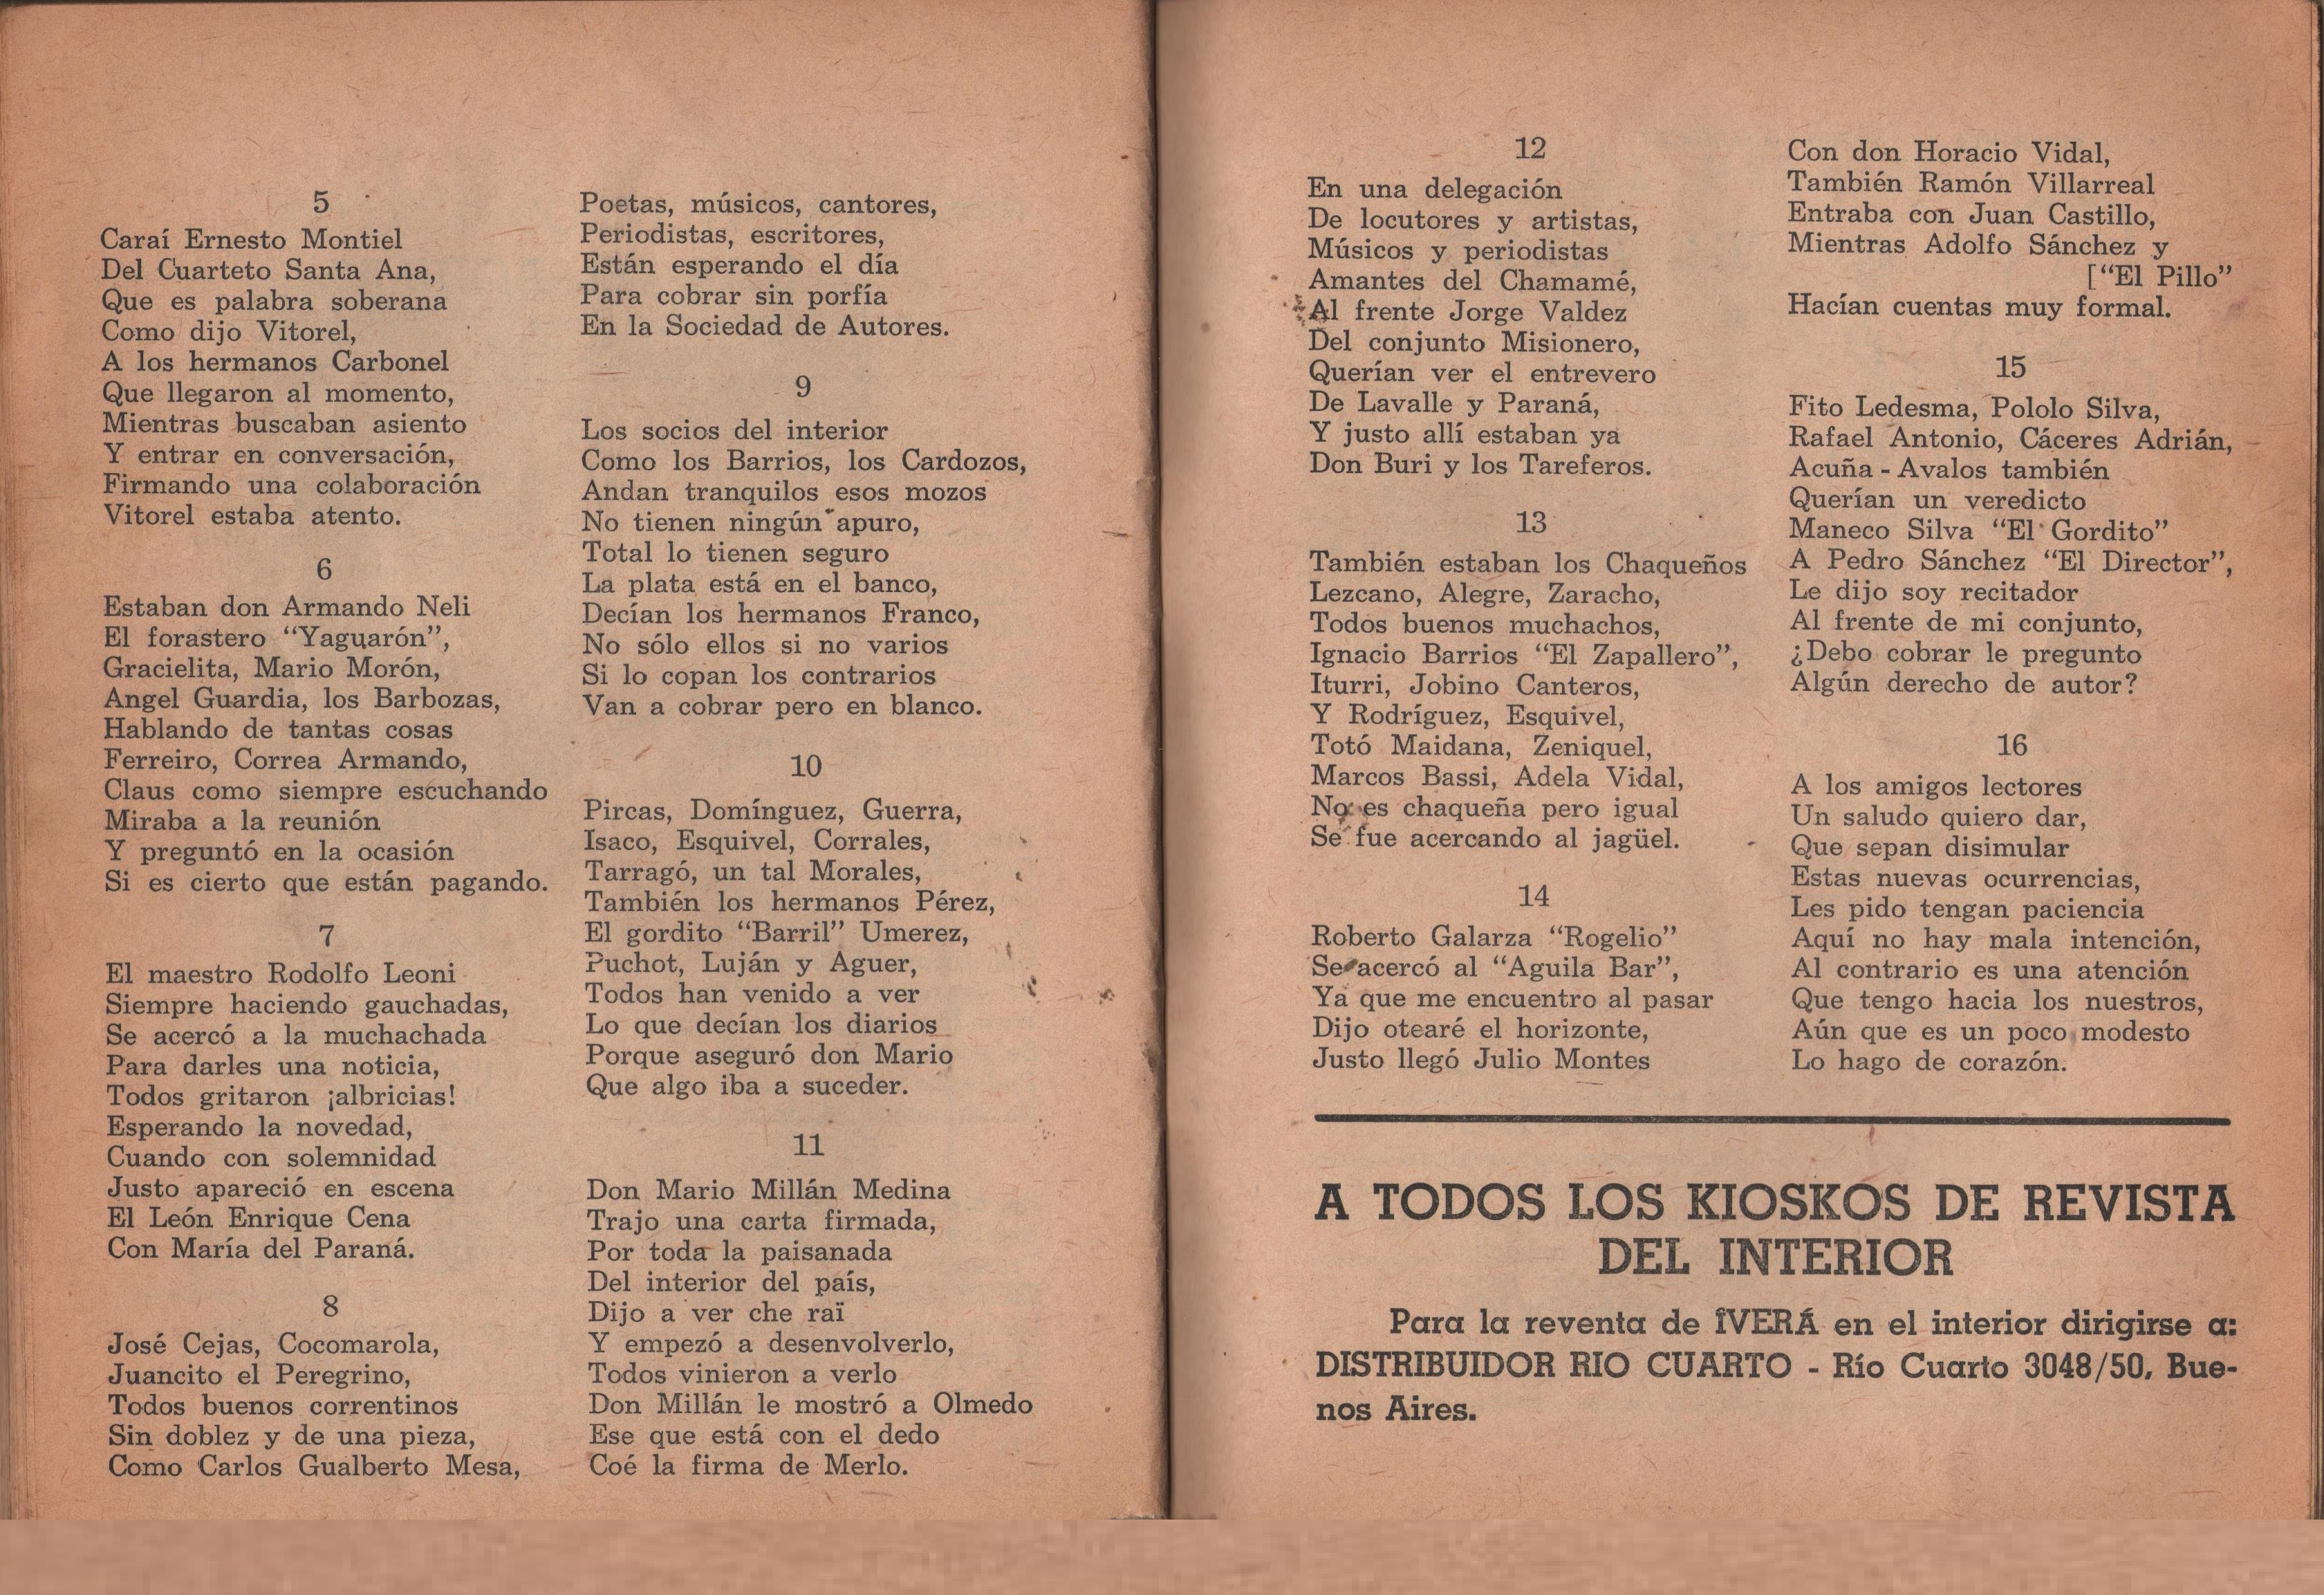 5
Caraí Ernesto Montiel
Del Cuarteto Santa Ana,
Que es palabra soberana
Como dijo Vitorel,
A los hermanos Carbonel
Que llegaron al momento,
Mientras buscaban asiento
Y entrar en conversación,
Firmando una colaboración
Vitorel estaba atento.
6
Estaban don Armando Neli
El forastero “Yaguarón”,
Gracielita, Mario Morón,
Angel Guardia, los Barbozas,
Hablando de tantas cosas
Ferreiro, Correa Armando,
Claus como siempre escuchando
Miraba a la reunión
Y preguntó en la ocasión
Si es cierto que están pagando.
7
El maestro Rodolfo Leoni
Siempre haciendo gauchadas,
Se acercó a la muchachada
Para darles una noticia,
Todos gritaron ¡albricias!
Esperando la novedad,
Cuando con solemnidad
Justo apareció en escena
El León Enrique Cena
Con María del Paraná.
8
José Cejas, Cocomarola,
Juancito el Peregrino,
Todos buenos correntinos
Sin doblez y de una pieza,
Como Carlos Gualberto Mesa,
Poetas, músicos, cantores,
Periodistas, escritores,
Están esperando el día
Para cobrar sin porfía
En la Sociedad de Autores.
9
Los socios del interior
Como los Barrios, los Cardozos,
Andan tranquilos esos mozos
No tienen ningún apuro,
Total lo tienen seguro
La plata está en el banco,
Decían los hermanos Franco,
No sólo ellos si no varios
Si lo copan los contrarios
Van a cobrar pero en blanco.
10
Pircas, Domínguez, Guerra,
Isaco, Esquivel, Corrales,
Tarragó, un tal Morales,
También los hermanos Pérez,
El gordito “Barril” Umerez,
Puchot, Luján y Aguer,
Todos han venido a ver
Lo que decían los diarios
Porque aseguró don Mario
Que algo iba a suceder.
11
Don Mario Millán Medina
Trajo una carta firmada,
Por toda la paisanada
Del interior del país,
Dijo a ver che raï
Y empezó a desenvolverlo,
Todos vinieron a verlo
Don Millán le mostró a Olmedo
Ese que está con el dedo
Coé la firma de Merlo.
12
En una delegación
De locutores y artistas,
Músicos y periodistas
Amantes del Chamamé,
Al frente Jorge Valdez
Del conjunto Misionero,
Querían ver el entrevero
De Lavalle y Paraná,
Y justo allí estaban ya
Don Buri y los Tareferos.
13
También estaban los Chaqueños
Lezcano, Alegre, Zaracho,
Todos buenos muchachos,
Ignacio Barrios “El Zapallero”,
Iturri, Jobino Canteros,
Y Rodríguez, Esquivel,
Totó Maidana, Zeniquel,
Marcos Bassi, Adela Vidal,
No es chaqueña pero igual
Se fue acercando al jagüel.
14
Roberto Galarza “Rogelio”
Se acercó al “Aguila Bar”,
Ya que me encuentro al pasar
Dijo otearé el horizonte,
Justo llegó Julio Montes
Con don Horacio Vidal,
También Ramón Villarreal
Entraba con Juan Castillo,
Mientras Adolfo Sánchez y
[“El Pillo”
Hacían cuentas muy formal.
15
Fito Ledesma, Pololo Silva,
Rafael Antonio, Cáceres Adrián,
Acuña - Avalos también
Querían un veredicto
Maneco Silva “El Gordito”
A Pedro Sánchez “El Director”,
Le dijo soy recitador
Al frente de mi conjunto,
¿Debo cobrar le pregunto
Algún derecho de autor?
16
A los amigos lectores
Un saludo quiero dar,
Que sepan disimular
Estas nuevas ocurrencias,
Les pido tengan paciencia
Aquí no hay mala intención,
Al contrario es una atención
Que tengo hacia los nuestros,
Aún que es un poco modesto
Lo hago de corazón.
A TODOS LOS KIOSKOS DE REVISTA
DEL INTERIOR
Para la reventa de ÎVERÁ en el interior dirigirse a:
DISTRIBUIDOR RIO CUARTO - Río Cuarto 3048/50, Bue-
nos Aires.